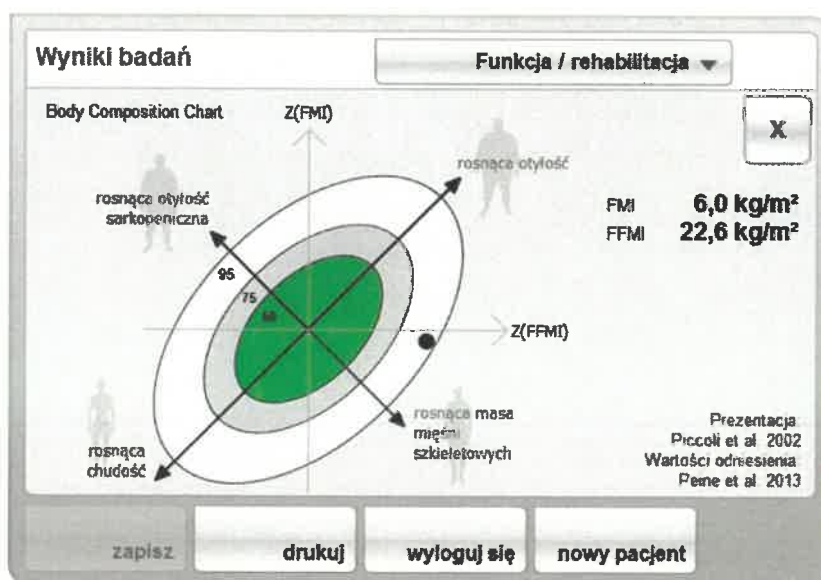 Wyniki badań
Funkcja / rehabilitacja
Body Composition Chart
Z(FMI)
X
rosnąca otyłość
rosnąca otyłość
sarkopeniczna
FMI 6,0 kg/m²
FFMI 22,6 kg/m²
95
75
Z(FFMI)
rosnąca masa
mięśni
szkieletowych
rosnąca
chudość
Prezentacja
Piccoli et al. 2002
Wartości odniesienia
Peine et al. 2013
zapisz
drukuj
wyloguj się
nowy pacjent